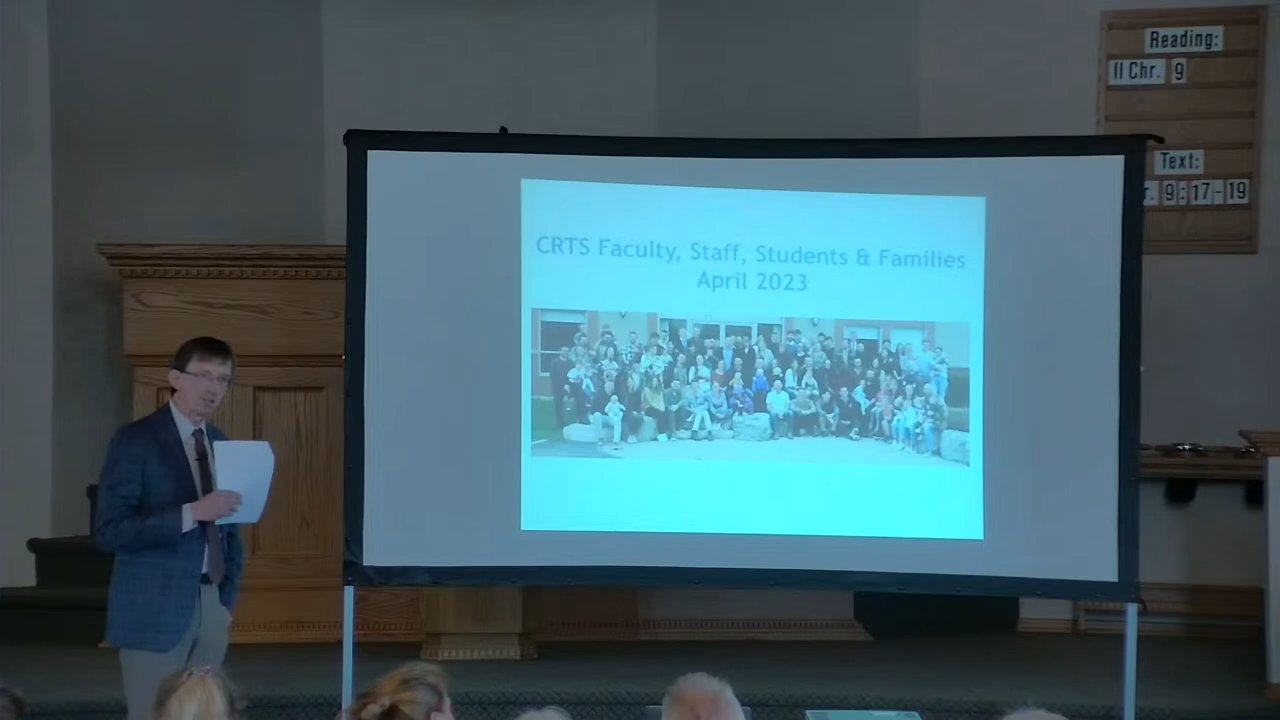 Reading:
II Chr. 9
Text:
r. 9:17-19
CRTS Faculty, Staff, Students & Families
April 2023